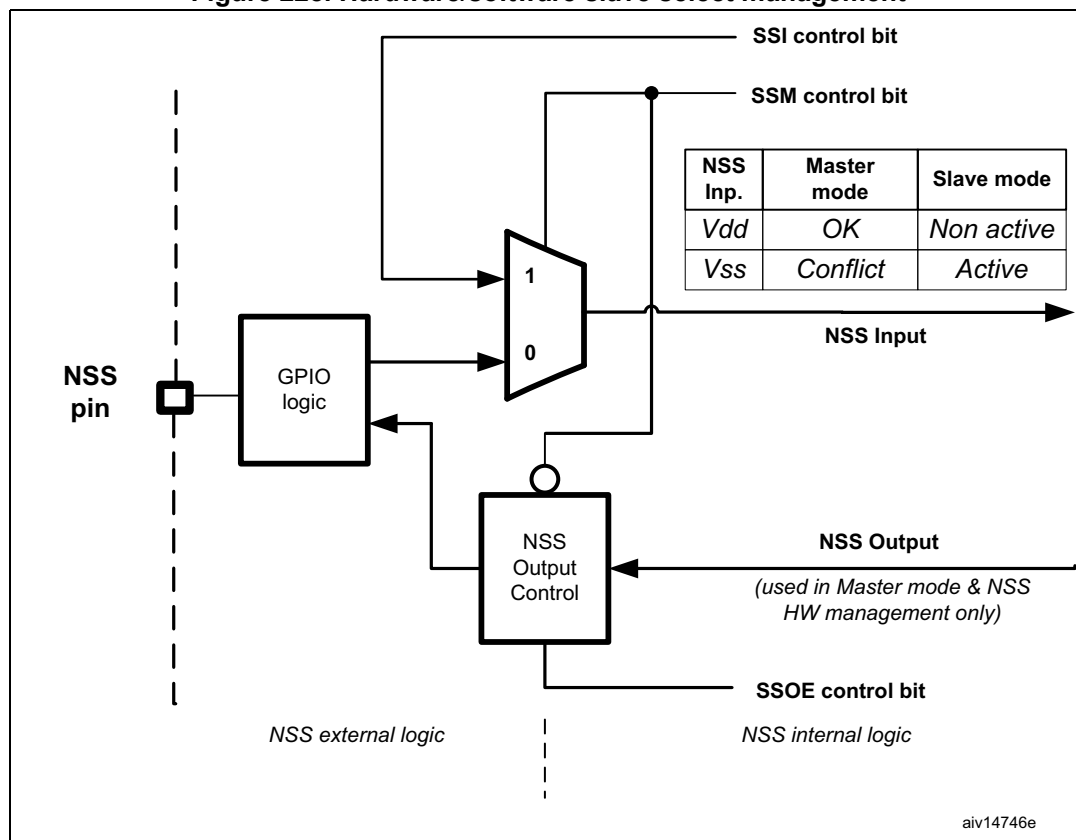 SSI control bit
SSM control bit
NSS Inp. Master mode Slave mode
Vdd OK Non active
Vss Conflict Active
1
0
NSS Input
NSS
pin
GPIO
logic
NSS
Output
Control
NSS Output
(used in Master mode & NSS
HW management only)
SSOE control bit
NSS external logic
NSS internal logic
aiv14746e